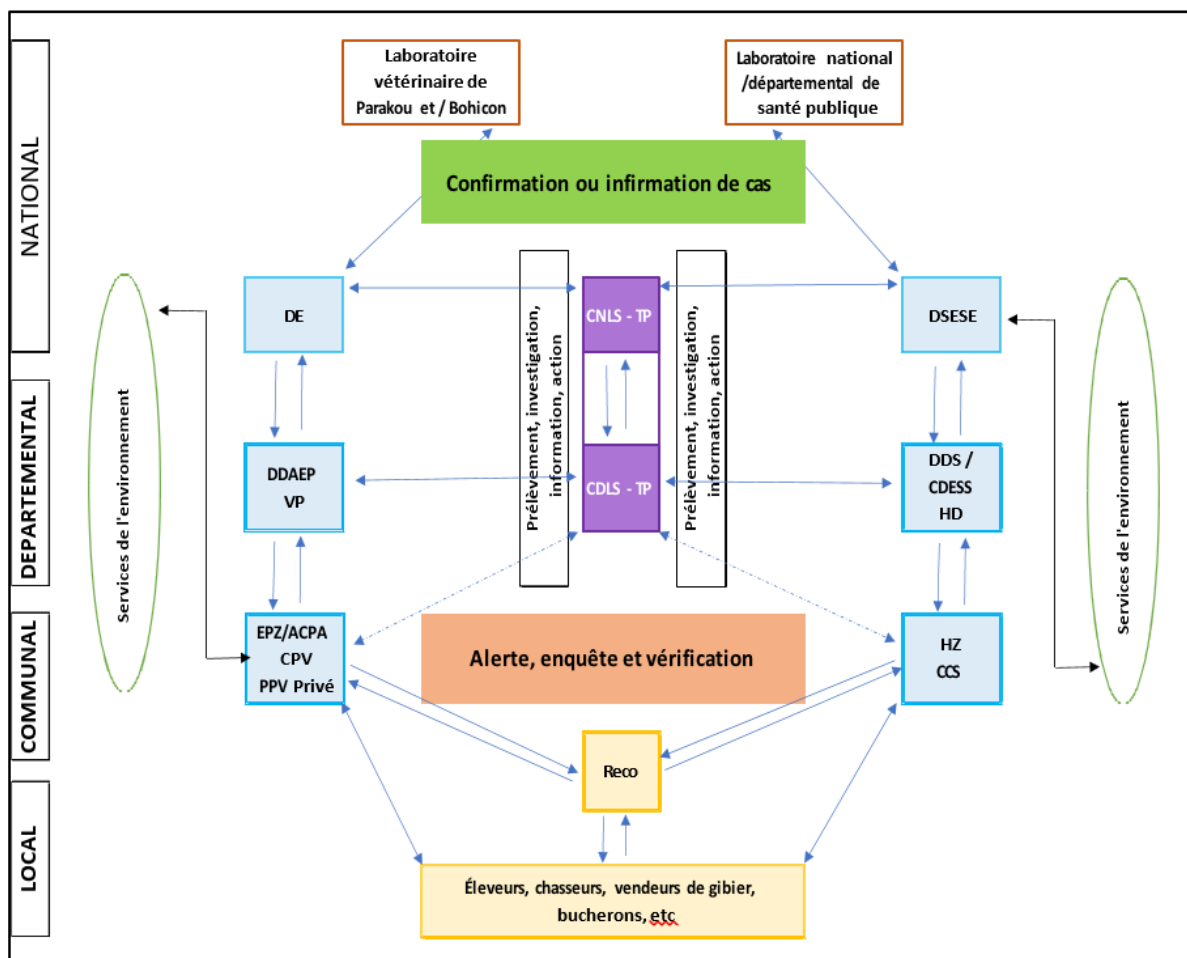 Laboratoire
vétérinaire de
Parakou et / Bohicon
Laboratoire national
/départemental de
santé publique
NATIONAL
Confirmation ou infirmation de cas
DE
Prélèvement, investigation,
information, action
CNLS - TP
Prélèvement, investigation,
information, action
DSESE
Services de l'environnement
Services de l'environnement
DEPARTEMENTAL
DDAEP
VP
CDLS - TP
DDS /
CDESS
HD
COMMUNAL
EPZ/ACPA
CPV
PPV Privé
Alerte, enquête et vérification
HZ
CCS
Reco
LOCAL
Éleveurs, chasseurs, vendeurs de gibier,
bucherons, etc